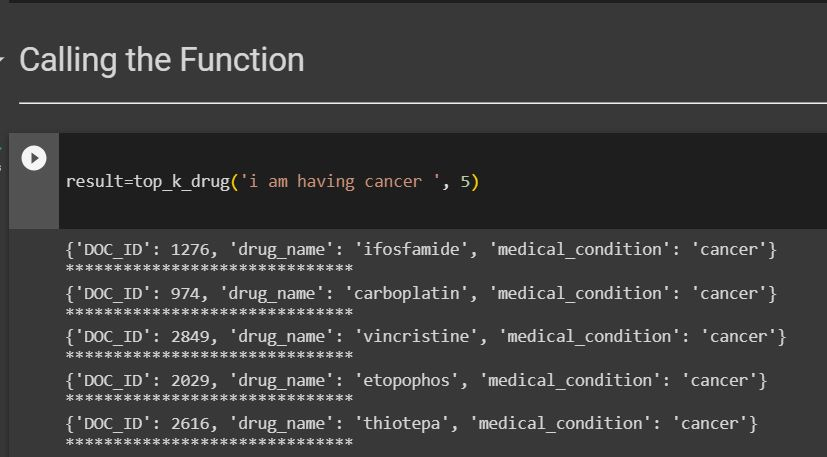 Calling the Function
result=top_k_drug('i am having cancer ', 5)
{'DOC_ID': 1276, 'drug_name': 'ifosfamide', 'medical_condition': 'cancer'}
******************************
{'DOC_ID': 974, 'drug_name': 'carboplatin', 'medical_condition': 'cancer'}
******************************
{'DOC_ID': 2849, 'drug_name': 'vincristine', 'medical_condition': 'cancer'}
******************************
{'DOC_ID': 2029, 'drug_name': 'etopophos', 'medical_condition': 'cancer'}
******************************
{'DOC_ID': 2616, 'drug_name': 'thiotepa', 'medical_condition': 'cancer'}
******************************